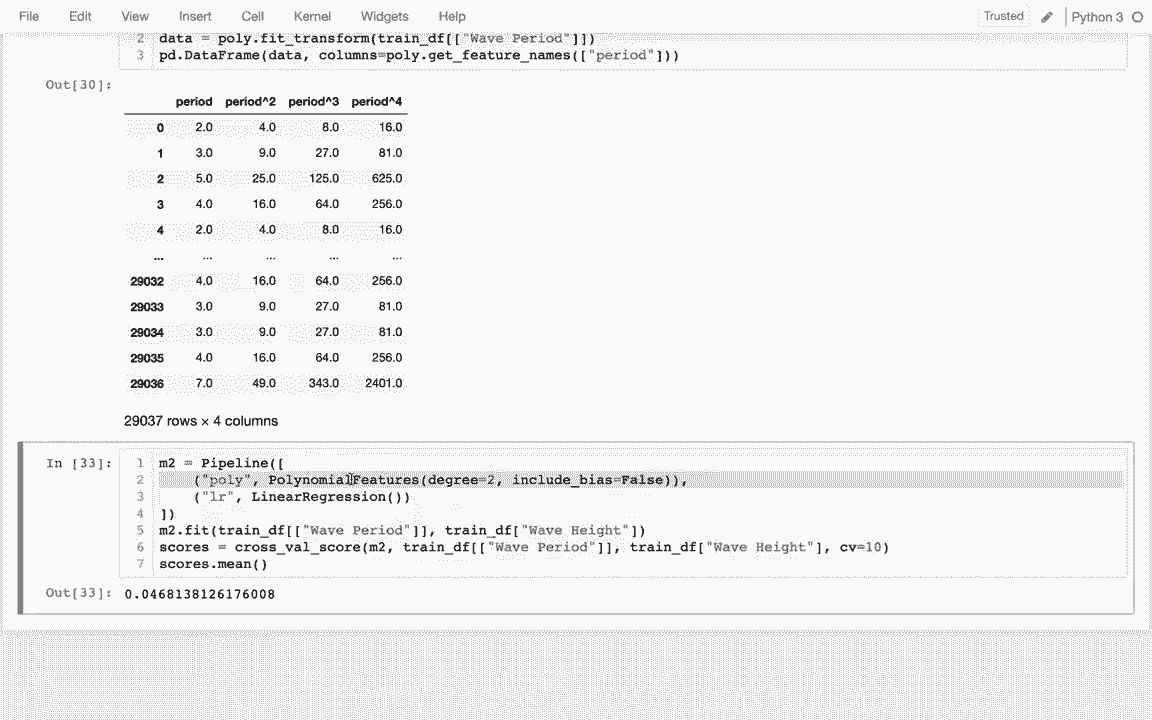 File Edit View Insert Cell Kernel Widgets Help Trusted Python 3
2 data = poly.fit_transform(train_df[["Wave Period"]])
3 pd.DataFrame(data, columns=poly.get_feature_names(["period"]))
Out[30]:
period period^2 period^3 period^4
0 2.0 4.0 8.0 16.0
1 3.0 9.0 27.0 81.0
2 5.0 25.0 125.0 625.0
3 4.0 16.0 64.0 256.0
4 2.0 4.0 8.0 16.0
... ... ... ... ...
29032 4.0 16.0 64.0 256.0
29033 3.0 9.0 27.0 81.0
29034 3.0 9.0 27.0 81.0
29035 4.0 16.0 64.0 256.0
29036 7.0 49.0 343.0 2401.0
29037 rows × 4 columns
In [33]: 1 m2 = Pipeline([
2 ("poly", PolynomialFeatures(degree=2, include_bias=False)),
3 ("lr", LinearRegression())
4 ])
5 m2.fit(train_df[["Wave Period"]], train_df["Wave Height"])
6 scores = cross_val_score(m2, train_df[["Wave Period"]], train_df["Wave Height"], cv=10)
7 scores.mean()
Out[33]: 0.0468138126176008